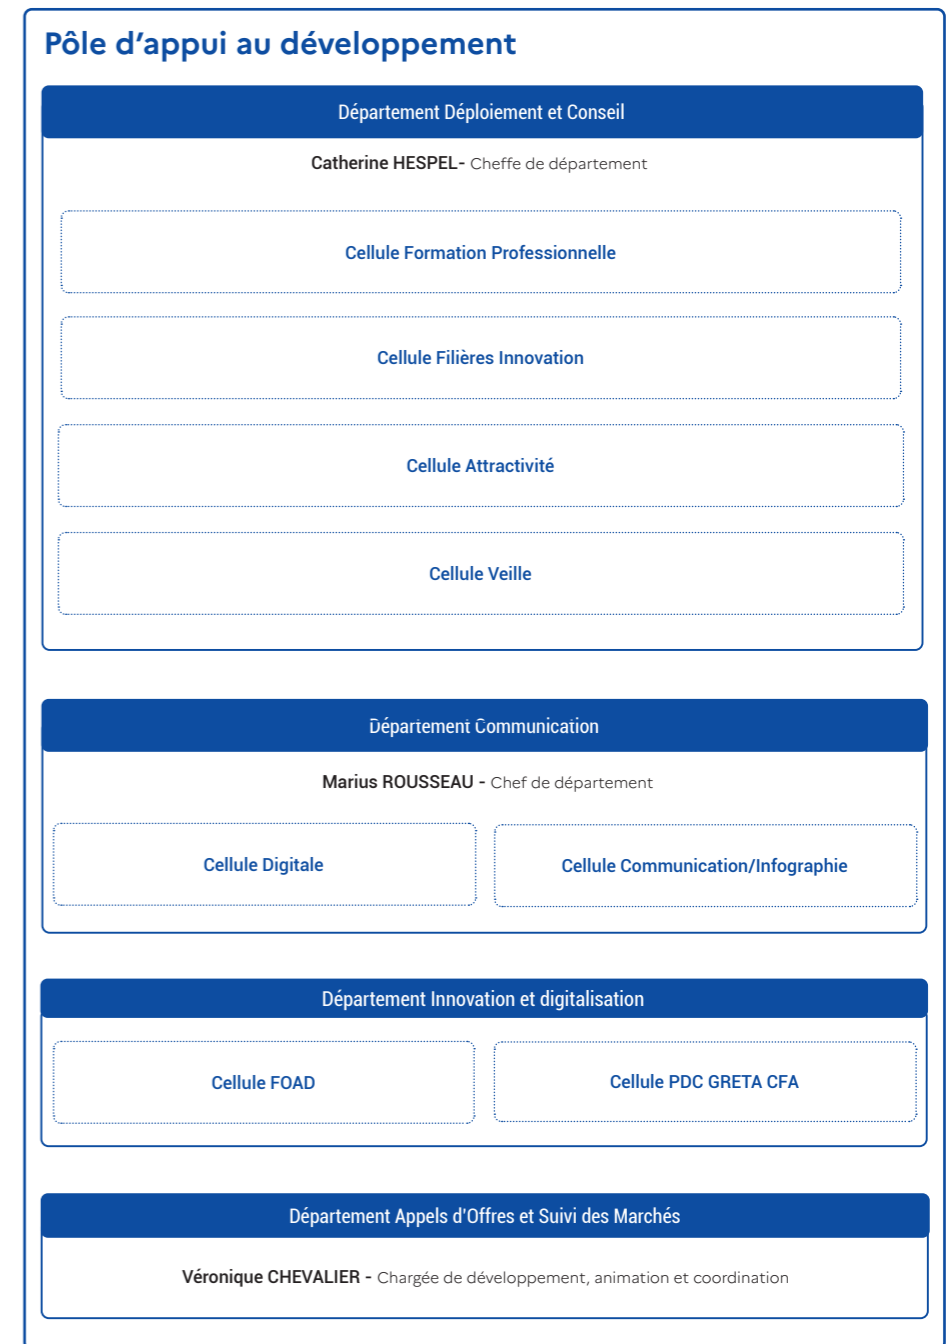 Pôle d’appui au développement
Département Déploiement et Conseil
Catherine HESPEL- Cheffe de département
Cellule Formation Professionnelle
Cellule Filières Innovation
Cellule Attractivité
Cellule Veille
Département Communication
Marius ROUSSEAU - Chef de département
Cellule Digitale
Cellule Communication/Infographie
Département Innovation et digitalisation
Cellule FOAD
Cellule PDC GRETA CFA
Département Appels d'Offres et Suivi des Marchés
Véronique CHEVALIER - Chargée de développement, animation et coordination